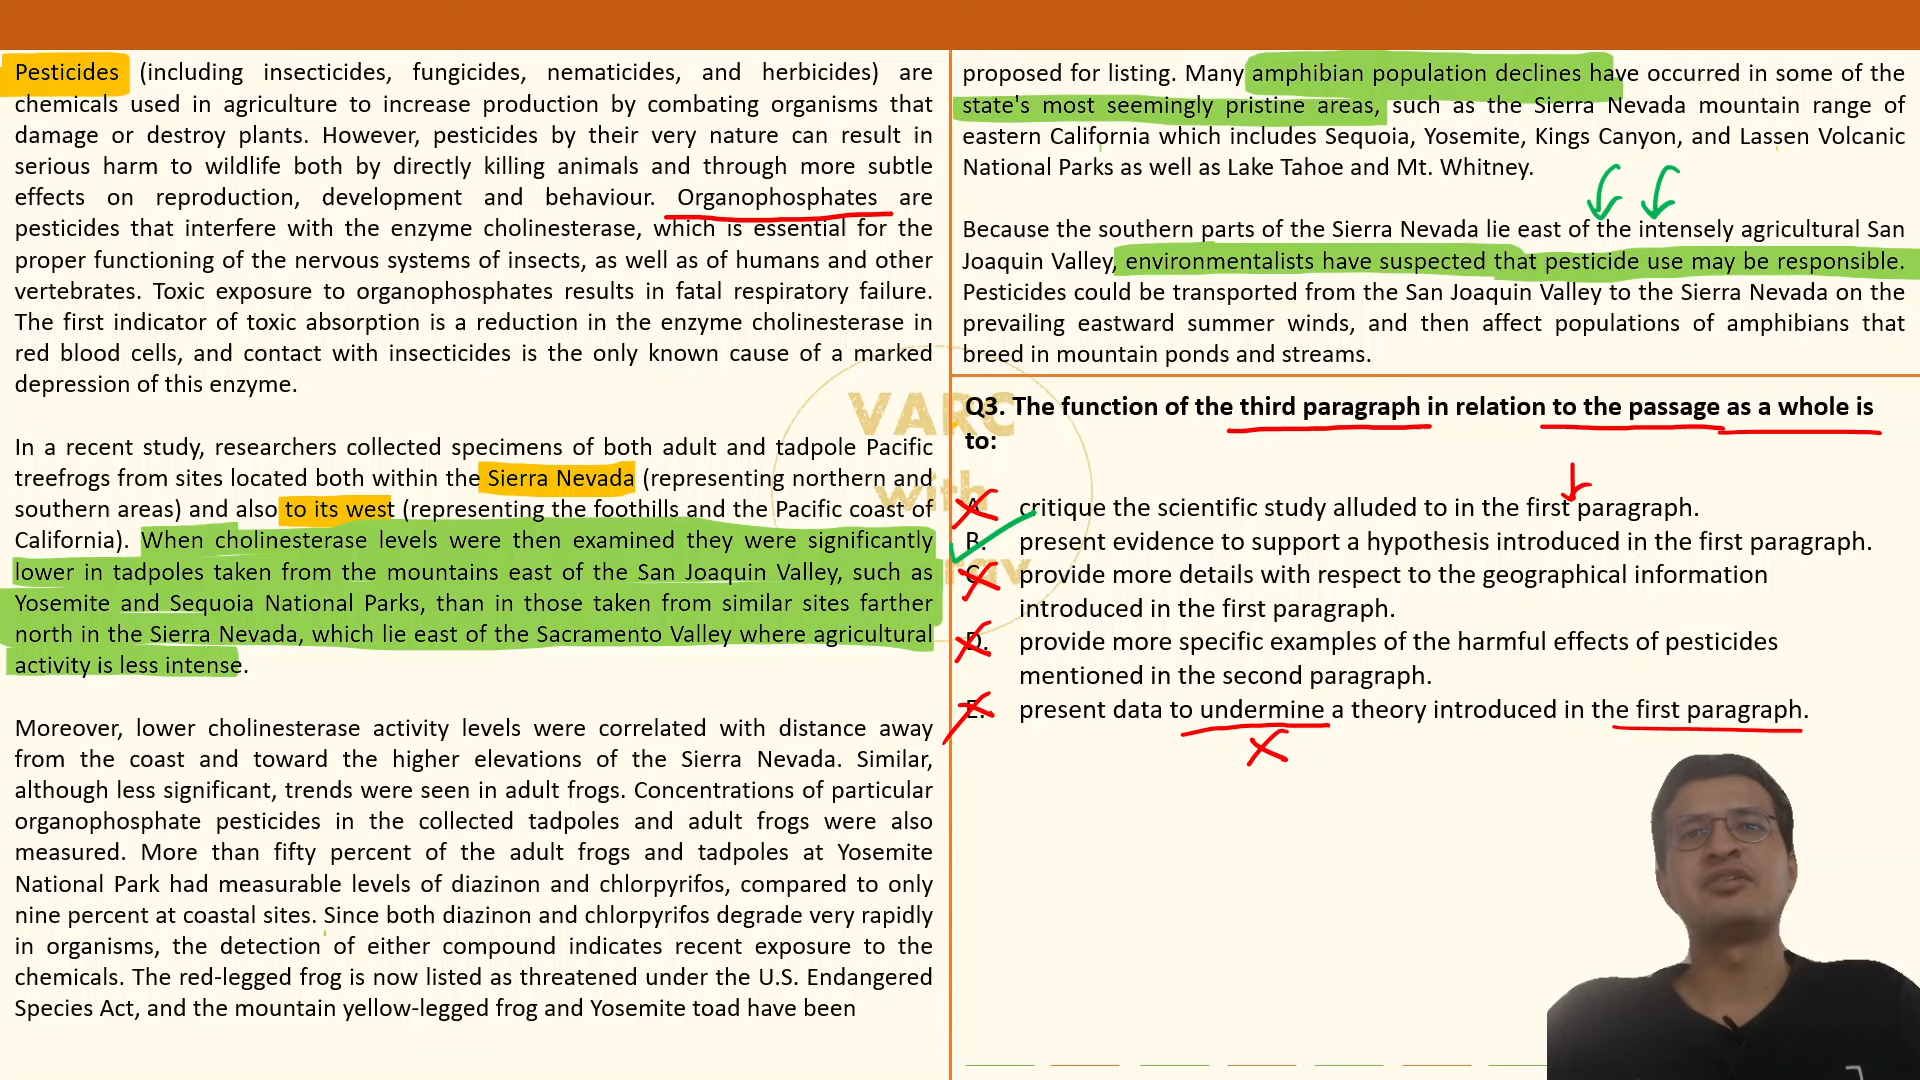 Pesticides (including insecticides, fungicides, nematicides, and herbicides) are
chemicals used in agriculture to increase production by combating organisms that
damage or destroy plants. However, pesticides by their very nature can result in
serious harm to wildlife both by directly killing animals and through more subtle
effects on reproduction, development and behaviour. Organophosphates are
pesticides that interfere with the enzyme cholinesterase, which is essential for the
proper functioning of the nervous systems of insects, as well as of humans and other
vertebrates. Toxic exposure to organophosphates results in fatal respiratory failure.
The first indicator of toxic absorption is a reduction in the enzyme cholinesterase in
red blood cells, and contact with insecticides is the only known cause of a marked
depression of this enzyme.
In a recent study, researchers collected specimens of both adult and tadpole Pacific
treefrogs from sites located both within the Sierra Nevada (representing northern and
southern areas) and also to its west (representing the foothills and the Pacific coast of
California). When cholinesterase levels were then examined they were significantly
lower in tadpoles taken from the mountains east of the San Joaquin Valley, such as
Yosemite and Sequoia National Parks, than in those taken from similar sites farther
north in the Sierra Nevada, which lie east of the Sacramento Valley where agricultural
activity is less intense.
Moreover, lower cholinesterase activity levels were correlated with distance away
from the coast and toward the higher elevations of the Sierra Nevada. Similar,
although less significant, trends were seen in adult frogs. Concentrations of particular
organophosphate pesticides in the collected tadpoles and adult frogs were also
measured. More than fifty percent of the adult frogs and tadpoles at Yosemite
National Park had measurable levels of diazinon and chlorpyrifos, compared to only
nine percent at coastal sites. Since both diazinon and chlorpyrifos degrade very rapidly
in organisms, the detection of either compound indicates recent exposure to the
chemicals. The red-legged frog is now listed as threatened under the U.S. Endangered
Species Act, and the mountain yellow-legged frog and Yosemite toad have been
proposed for listing. Many amphibian population declines have occurred in some of the
state's most seemingly pristine areas, such as the Sierra Nevada mountain range of
eastern California which includes Sequoia, Yosemite, Kings Canyon, and Lassen Volcanic
National Parks as well as Lake Tahoe and Mt. Whitney.
Because the southern parts of the Sierra Nevada lie east of the intensely agricultural San
Joaquin Valley, environmentalists have suspected that pesticide use may be responsible.
Pesticides could be transported from the San Joaquin Valley to the Sierra Nevada on the
prevailing eastward summer winds, and then affect populations of amphibians that
breed in mountain ponds and streams.
Q3. The function of the third paragraph in relation to the passage as a whole is
to:
A. critique the scientific study alluded to in the first paragraph.
B. present evidence to support a hypothesis introduced in the first paragraph.
C. provide more details with respect to the geographical information
introduced in the first paragraph.
D. provide more specific examples of the harmful effects of pesticides
mentioned in the second paragraph.
E. present data to undermine a theory introduced in the first paragraph.
VARC
with